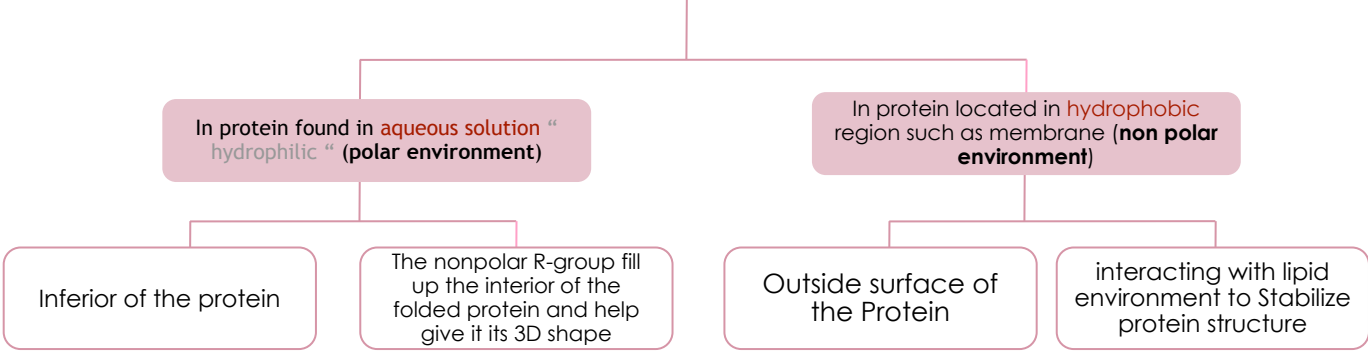 In protein found in aqueous solution “
hydrophilic “ (polar environment)
In protein located in hydrophobic
region such as membrane (non polar
environment)
Inferior of the protein
The nonpolar R-group fill
up the interior of the
folded protein and help
give it its 3D shape
Outside surface of
the Protein
interacting with lipid
environment to Stabilize
protein structure